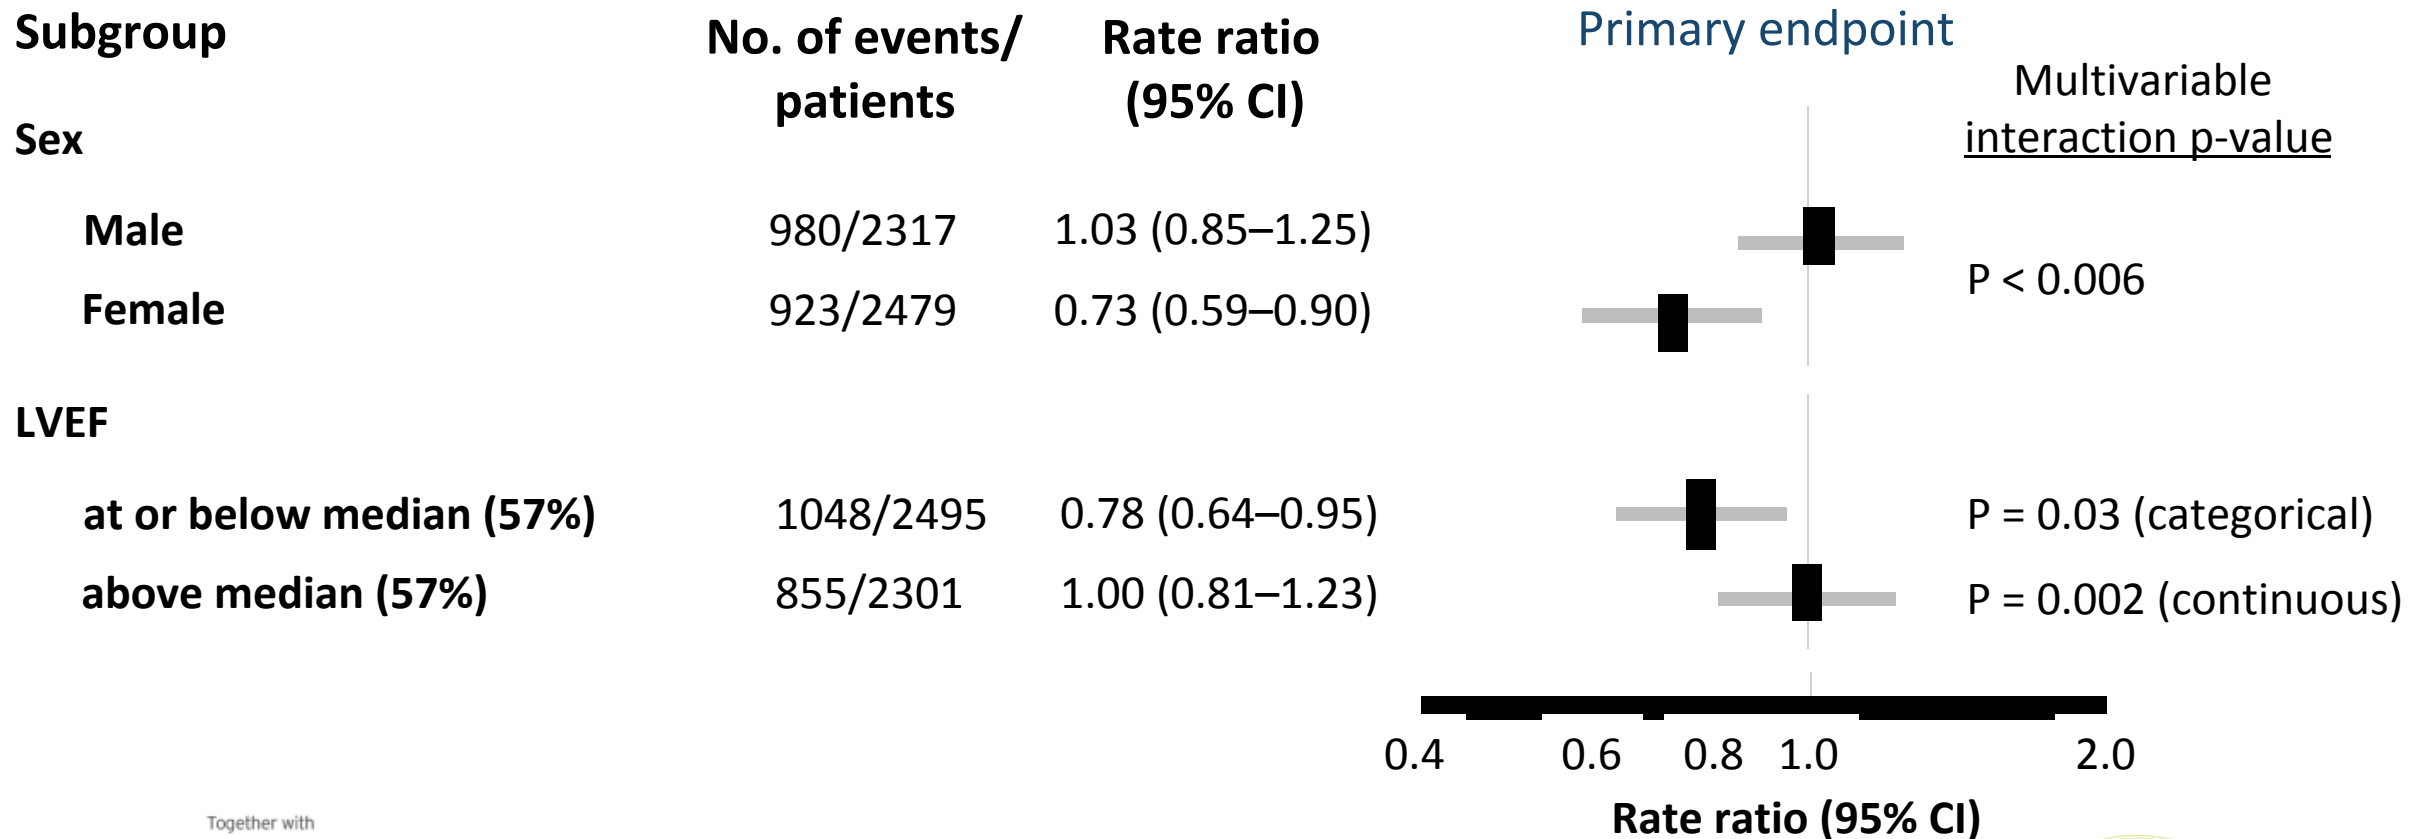 Subgroup
No. of events/
patients
Rate ratio
(95% CI)
Primary endpoint
Multivariable
interaction p-value
Sex
Male 980/2317 1.03 (0.85–1.25)
P < 0.006
Female 923/2479 0.73 (0.59–0.90)
LVEF
at or below median (57%) 1048/2495 0.78 (0.64–0.95) P = 0.03 (categorical)
above median (57%) 855/2301 1.00 (0.81–1.23) P = 0.002 (continuous)
0.4 0.6 0.8 1.0 2.0
Rate ratio (95% CI)
Together with